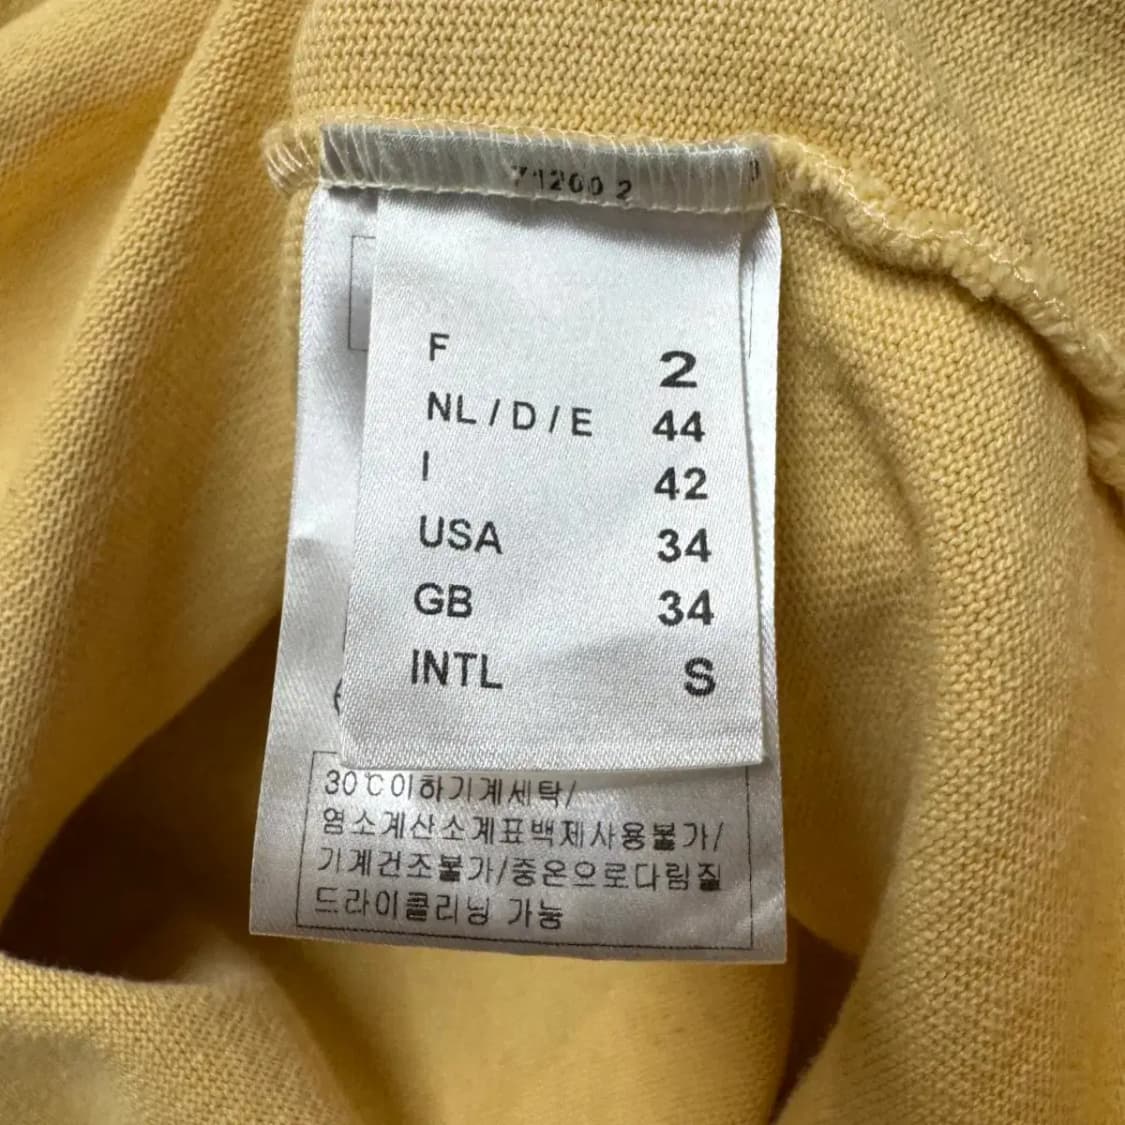 71200 2
F 2
NL / D / E 44
I 42
USA 34
GB 34
INTL S
30℃이하기계세탁/
염소계산소계표백제사용불가/
기계건조불가/중온으로다림질
드라이클리닝 가능